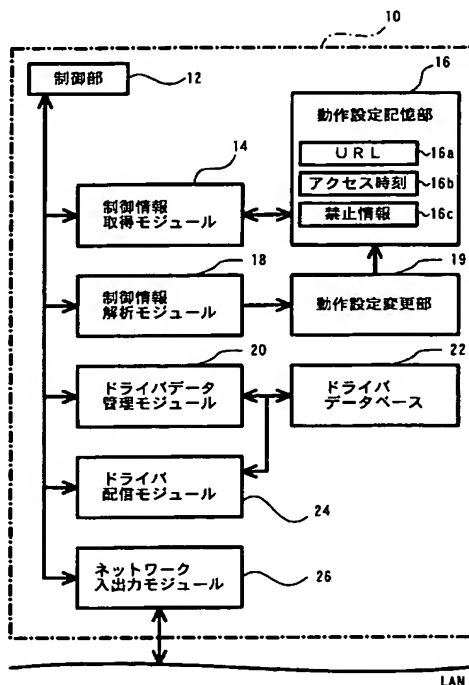 10
制御部
12
16
動作設定記憶部
URL
16a
アクセス時刻
16b
禁止情報
16c
14
制御情報
取得モジュール
18
制御情報
解析モジュール
19
動作設定変更部
20
ドライバデータ
管理モジュール
22
ドライバ
データベース
ドライバ
配信モジュール
24
ネットワーク
入出力モジュール
26
LAN